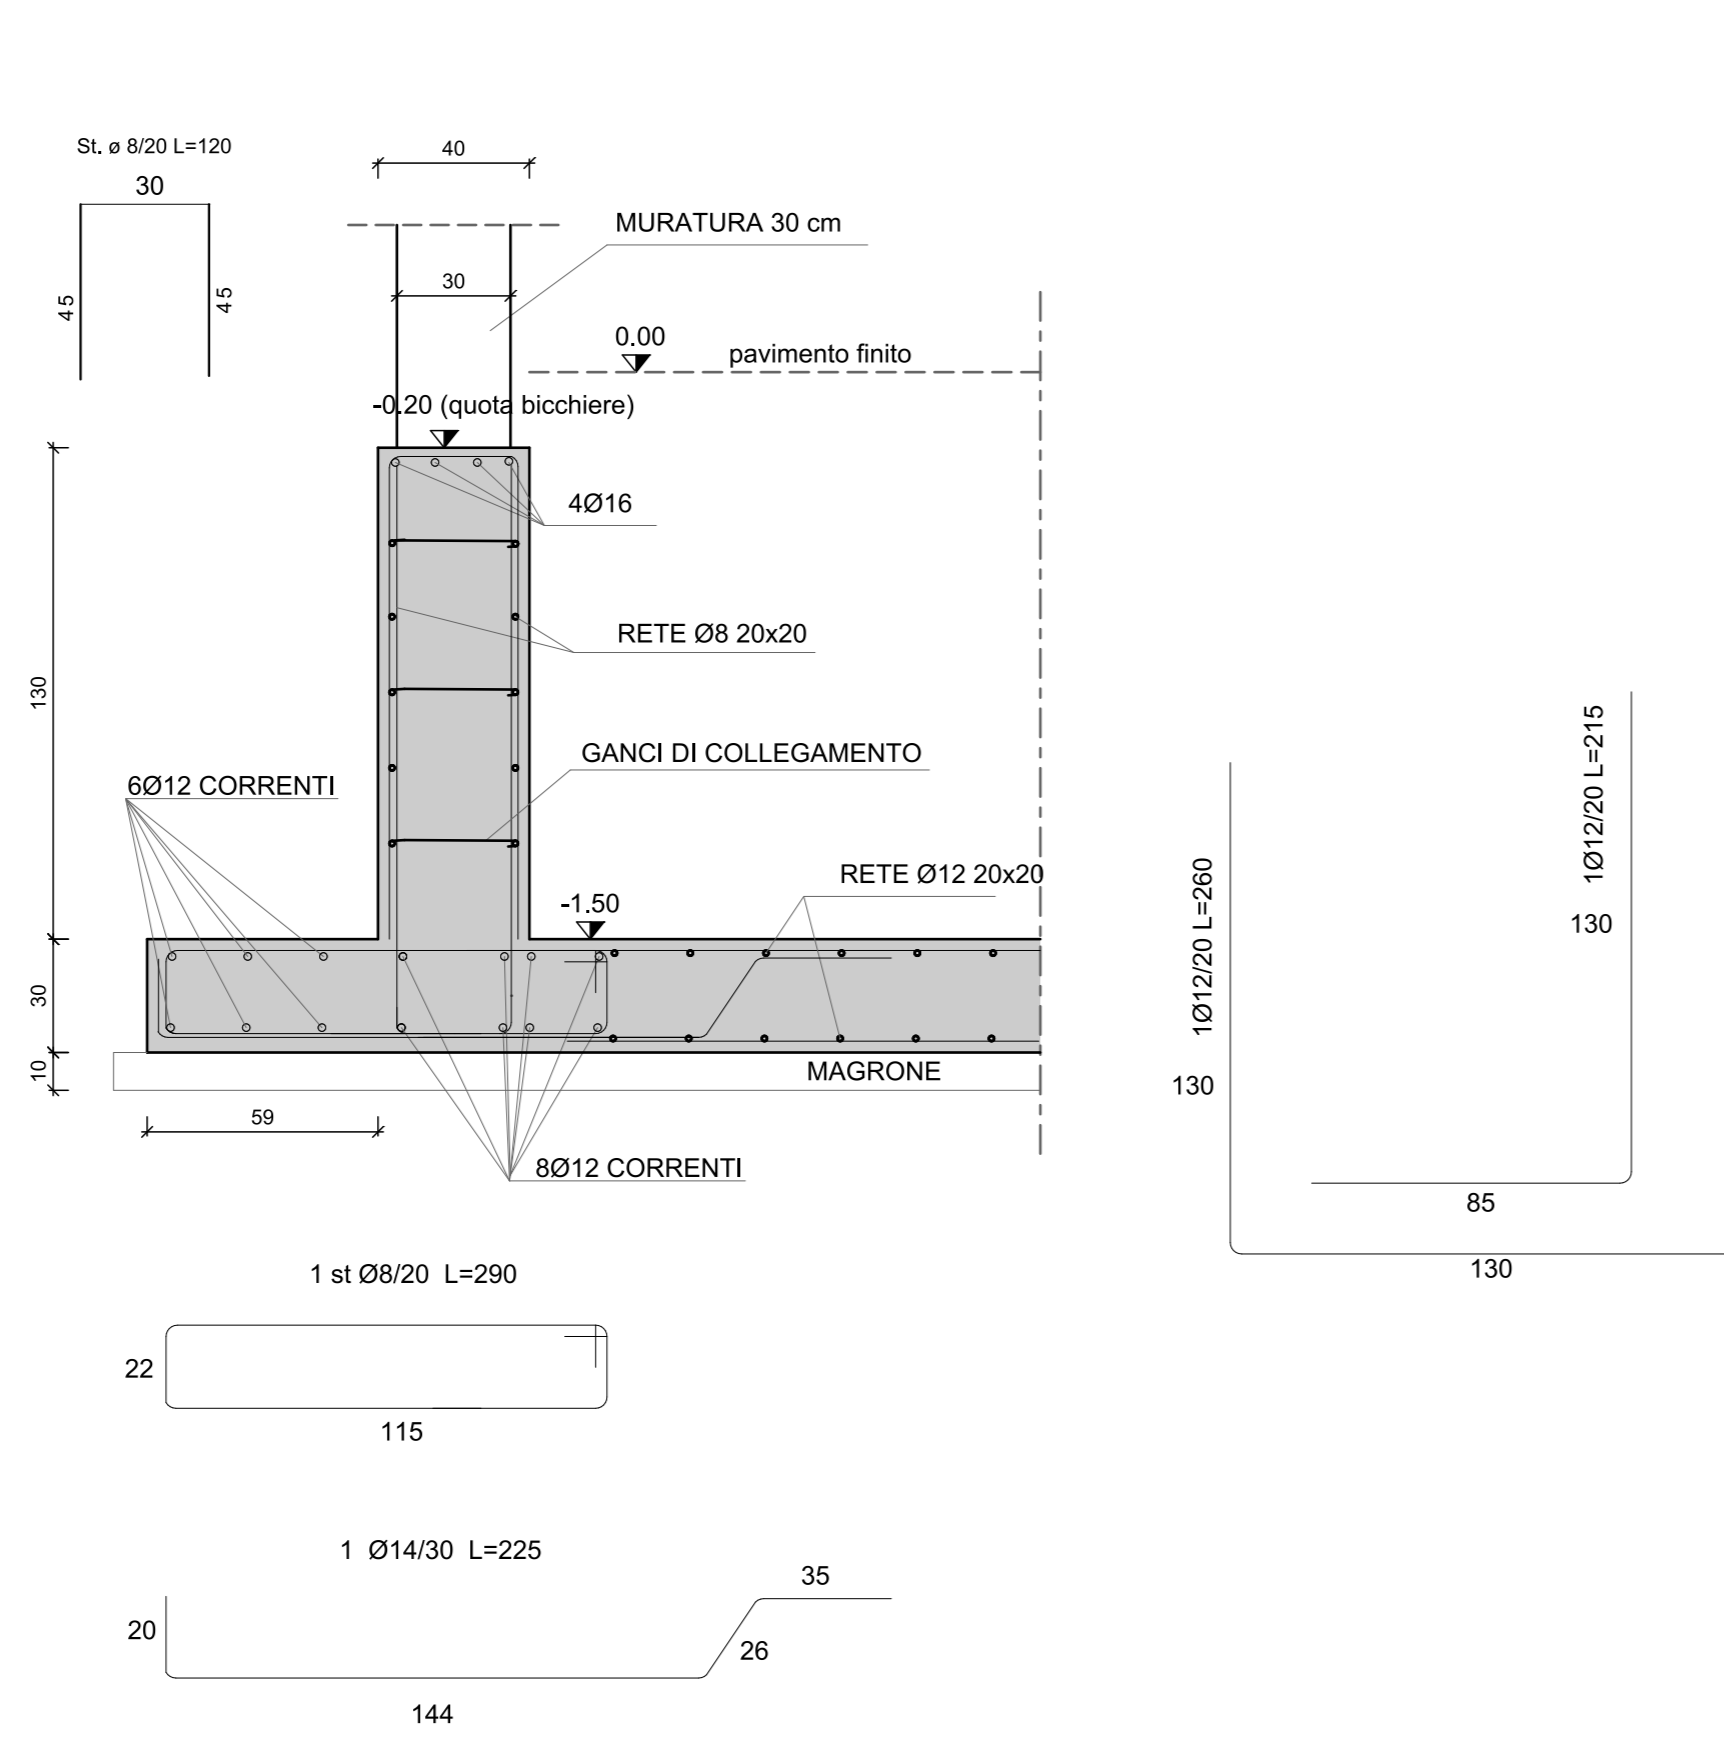 St. ø 8/20 L=120
30
45
45
40
MURATURA 30 cm
30
0.00
pavimento finito
-0.20 (quota bicchiere)
4Ø16
RETE Ø8 20x20
130
GANCI DI COLLEGAMENTO
6Ø12 CORRENTI
RETE Ø12 20x20
-1.50
30
10
MAGRONE
59
8Ø12 CORRENTI
1Ø12/20 L=260
130
130
1Ø12/20 L=215
130
85
1 st Ø8/20 L=290
22
115
1 Ø14/30 L=225
20
144
26
35